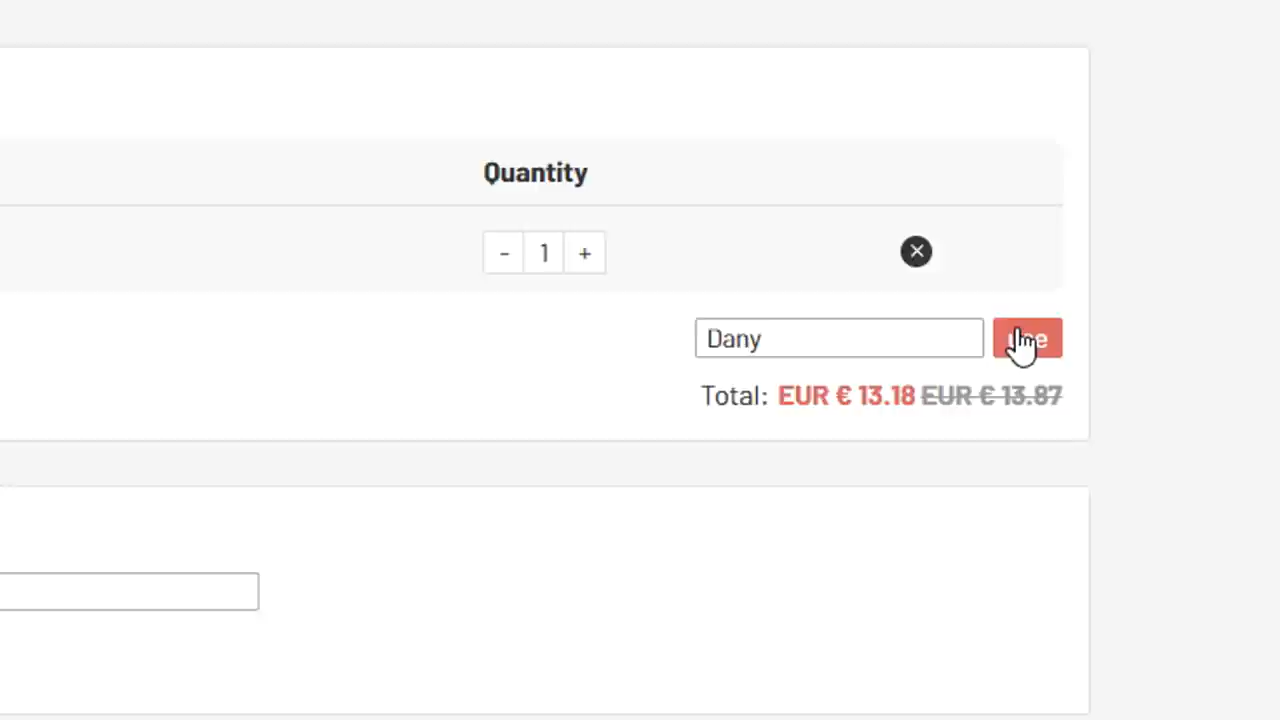 Quantity
- 1 +
Dany
Total: EUR € 13.18 EUR € 13.87